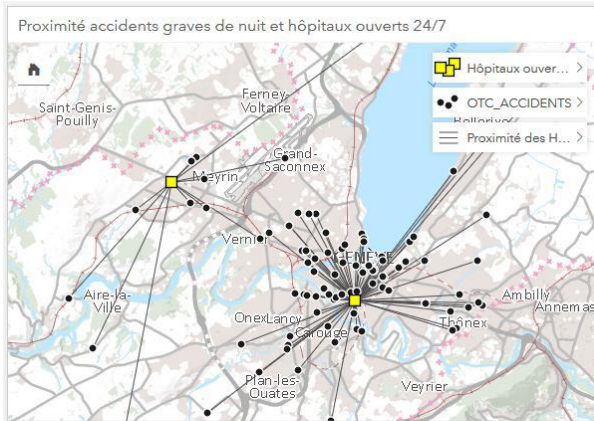 Proximité accidents graves de nuit et hôpitaux ouverts 24/7
Hôpitaux ouver...
OTC_ACCIDENTS
Proximité des H...
Ferney-
Voltaire
Saint-Genis-
Pouilly
Grand-
Saconnex
Meyrin
Vernier
Aire-la-
Ville
Onex
Lancy
Carouge
Thônex
Ambilly
Annemas
Plan-les-
Ouates
Veyrier